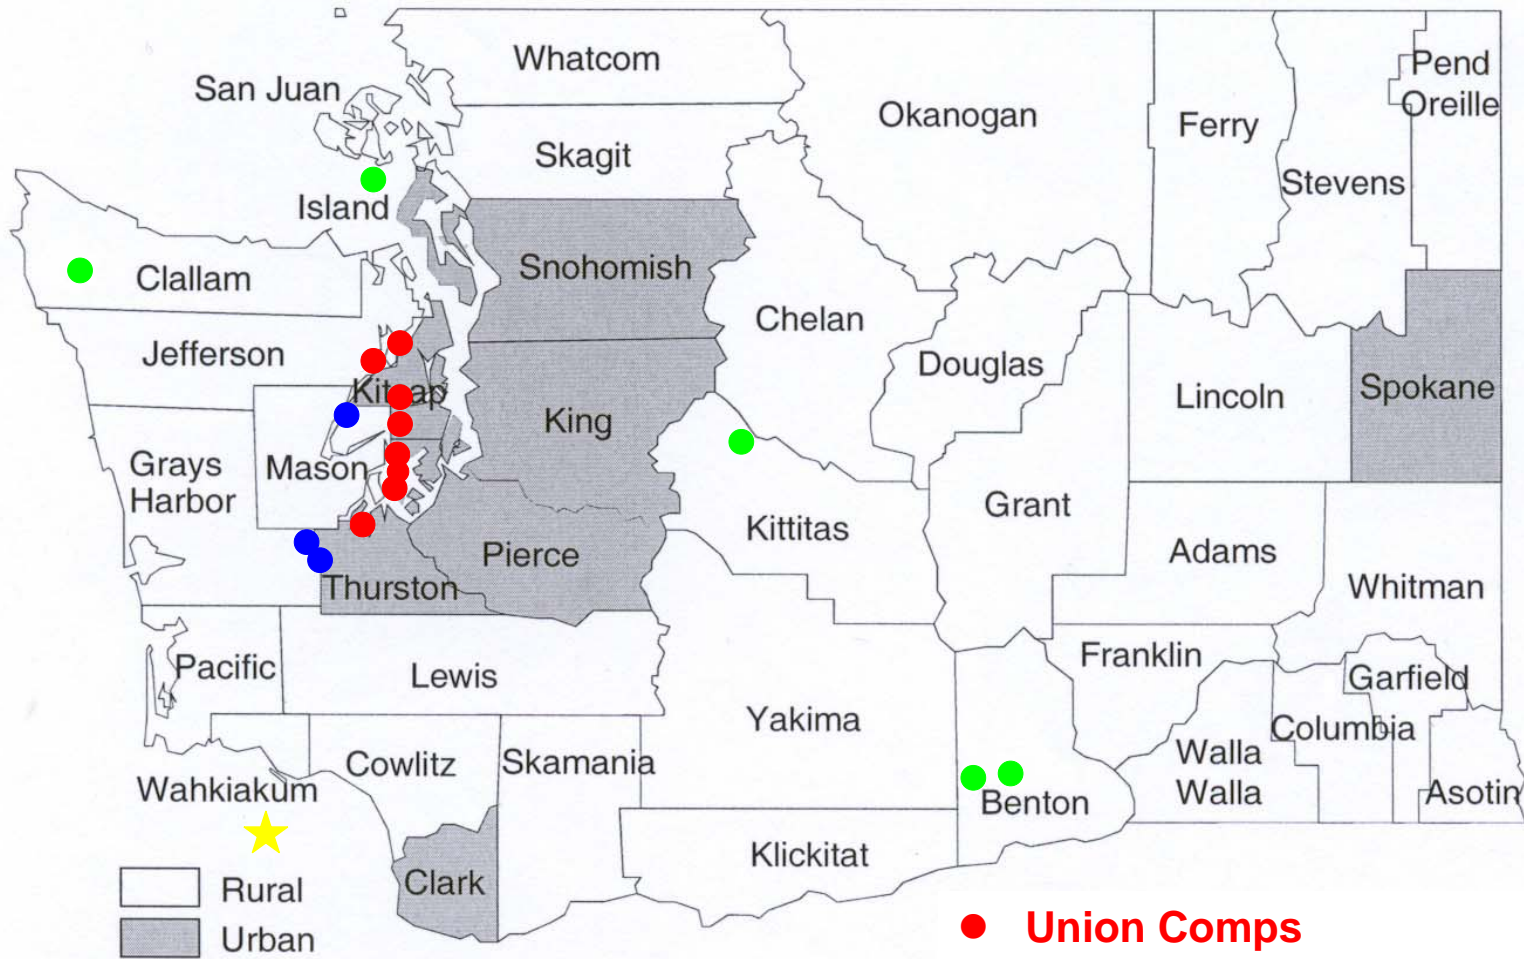 Whatcom
San Juan
Okanogan
Pend
Oreille
Ferry
Skagit
Stevens
Island
Snohomish
Clallam
Chelan
Jefferson
Douglas
Kitsap
Lincoln
Spokane
King
Grays
Harbor
Mason
Grant
Kittitas
Pierce
Adams
Thurston
Whitman
Pacific
Lewis
Franklin
Garfield
Yakima
Columbia
Cowlitz
Skamania
Walla
Walla
Wahkiakum
Benton
Asotin
Klickitat
Clark
Rural
Urban
Union Comps